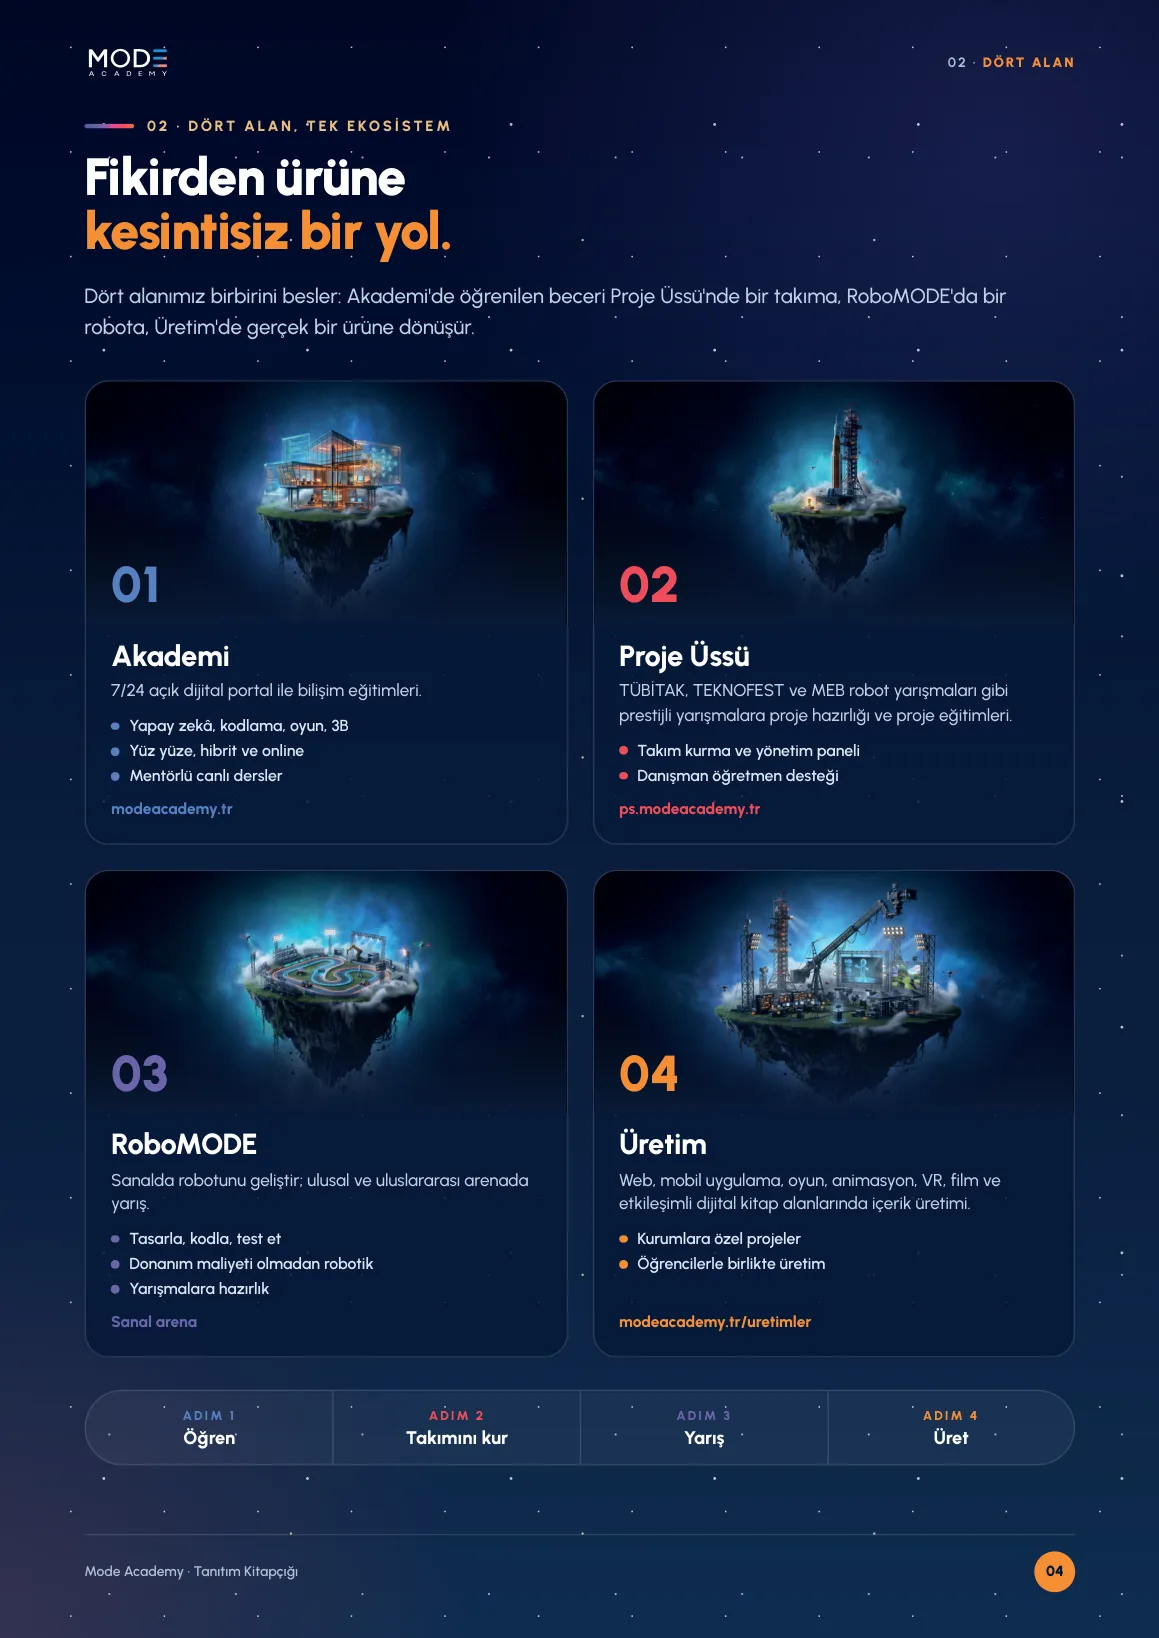 MODE
ACADEMY
02 · DÖRT ALAN
02 · DÖRT ALAN, TEK EKOSİSTEM
Fikirden ürüne
kesintisiz bir yol.
Dört alanımız birbirini besler: Akademi'de öğrenilen beceri Proje Üssü'nde bir takıma, RoboMODE'da bir
robota, Üretim'de gerçek bir ürüne dönüşür.
01
Akademi
7/24 açık dijital portal ile bilişim eğitimleri.
Yapay zekâ, kodlama, oyun, 3B
Yüz yüze, hibrit ve online
Mentörlü canlı dersler
modeacademy.tr
02
Proje Üssü
TÜBİTAK, TEKNOFEST ve MEB robot yarışmaları gibi
prestijli yarışmalara proje hazırlığı ve proje eğitimleri.
Takım kurma ve yönetim paneli
Danışman öğretmen desteği
ps.modeacademy.tr
03
RoboMODE
Sanalda robotunu geliştir; ulusal ve uluslararası arenada
yarış.
Tasarla, kodla, test et
Donanım maliyeti olmadan robotik
Yarışmalara hazırlık
Sanal arena
04
Üretim
Web, mobil uygulama, oyun, animasyon, VR, film ve
etkileşimli dijital kitap alanlarında içerik üretimi.
Kurumlara özel projeler
Öğrencilerle birlikte üretim
modeacademy.tr/uretimler
ADIM 1
Öğren
ADIM 2
Takımını kur
ADIM 3
Yarış
ADIM 4
Üret
Mode Academy · Tanıtım Kitapçığı
04